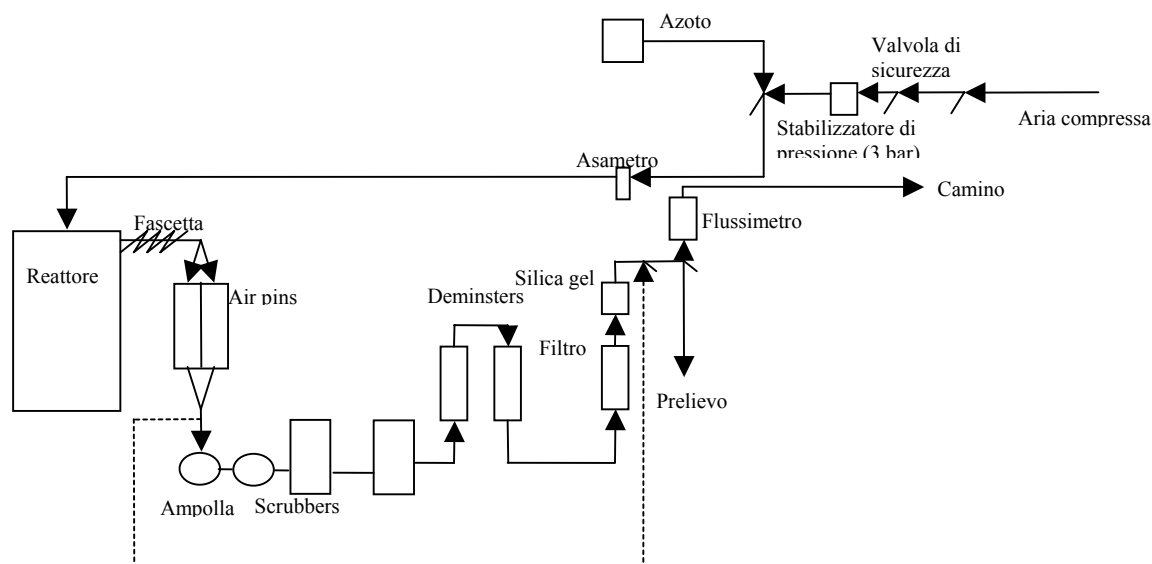 Azoto
Valvola di
sicurezza
Aria compressa
Stabilizzatore di
pressione (3 bar)
Asametro
Camino
Fascetta
Flussimetro
Reattore
Silica gel
Air pins
Deminsters
Filtro
Prelievo
Ampolla
Scrubbers